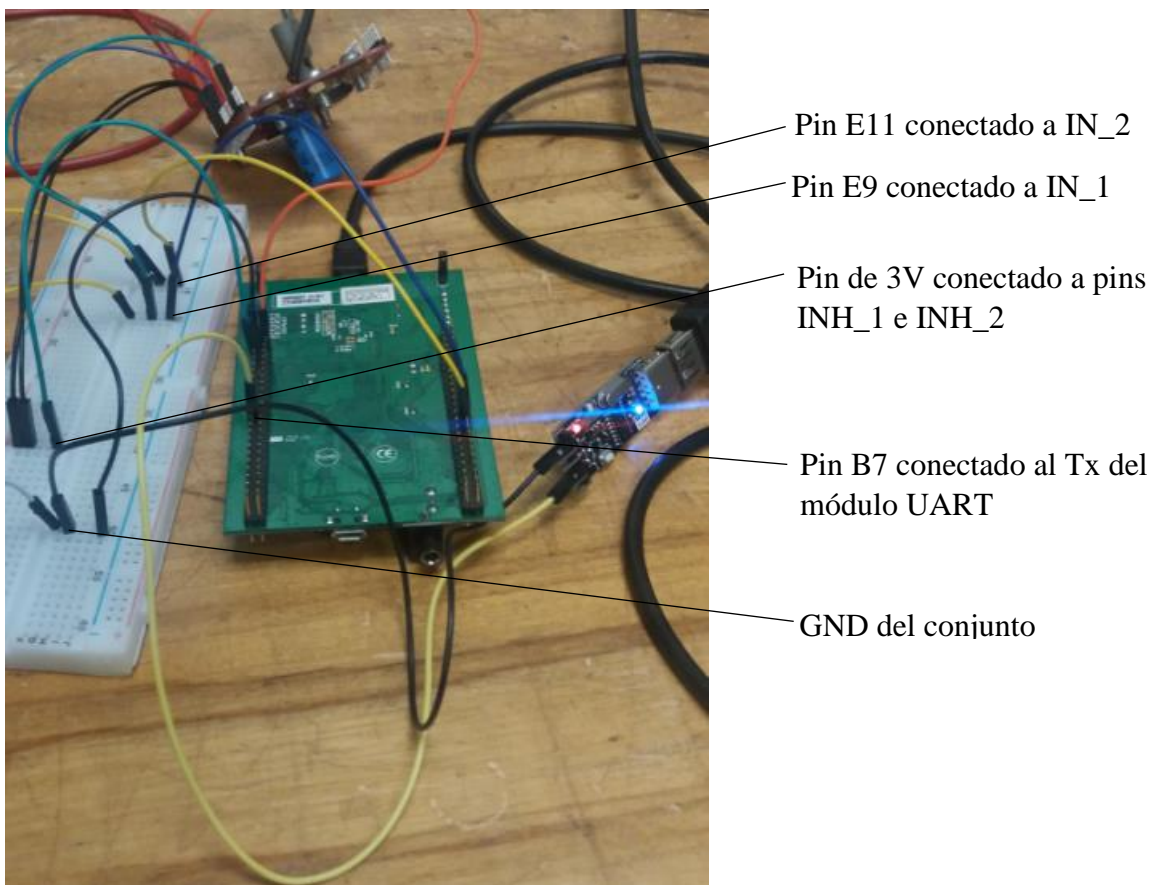 Pin E11 conectado a IN_2
Pin E9 conectado a IN_1
Pin de 3V conectado a pins
INH_1 e INH_2
Pin B7 conectado al Tx del
módulo UART
GND del conjunto